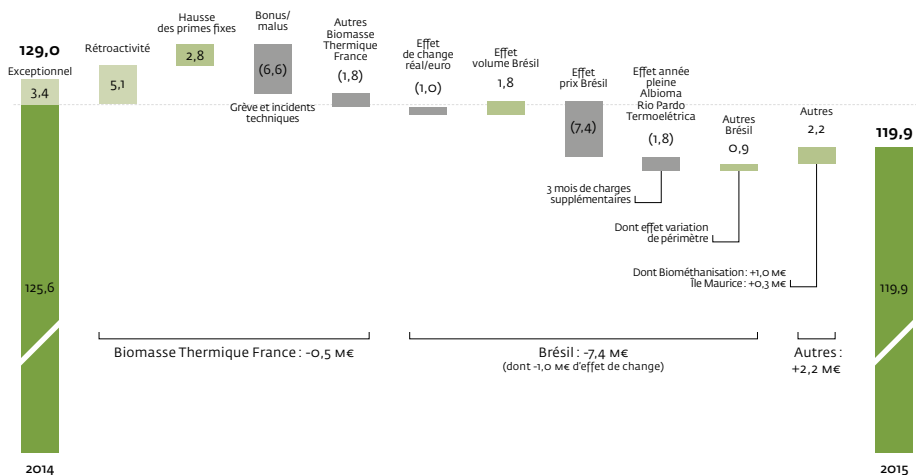 129,0
Exceptionnel
3,4
125,6
2014
Rétroactivité
5,1
Hausse
des primes fixes
2,8
Bonus/
malus
(6,6)
Grève et incidents
techniques
Autres
Biomasse
Thermique
France
(1,8)
Biomasse Thermique France : -0,5 M€
Effet
de change
réal/euro
(1,0)
Effet
volume Brésil
1,8
Effet
prix Brésil
(7,4)
Effet année
pleine
Albioma
Rio Pardo
Termoelétrica
(1,8)
3 mois de charges
supplémentaires
Autres
Brésil
0,9
Dont effet variation
de périmètre
Brésil : -7,4 M€
(dont -1,0 M€ d'effet de change)
Autres
2,2
Dont Biométhanisation : +1,0 M€
Île Maurice : +0,3 M€
Autres :
+2,2 M€
119,9
119,9
2015